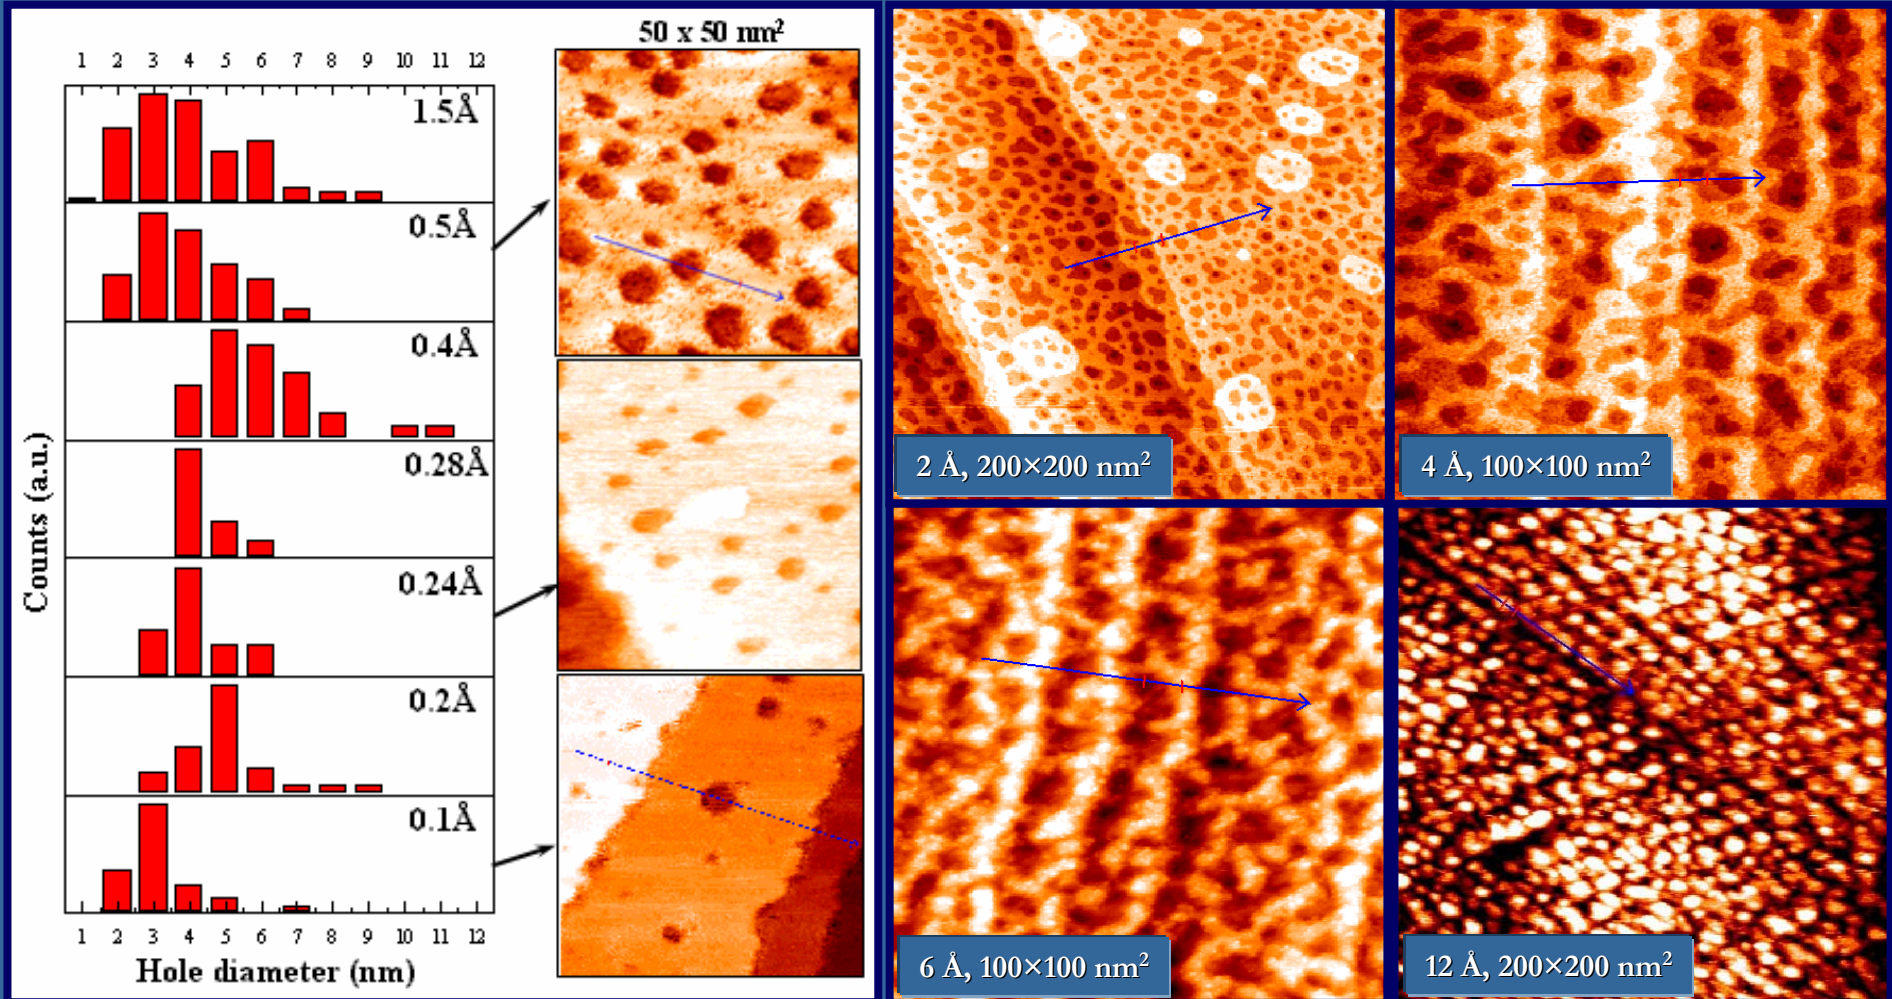 50 x 50 nm²
1 2 3 4 5 6 7 8 9 10 11 12
1.5Å
0.5Å
0.4Å
0.28Å
0.24Å
0.2Å
0.1Å
Counts (a.u.)
1 2 3 4 5 6 7 8 9 10 11 12
Hole diameter (nm)
2 Å, 200×200 nm²
4 Å, 100×100 nm²
6 Å, 100×100 nm²
12 Å, 200×200 nm²